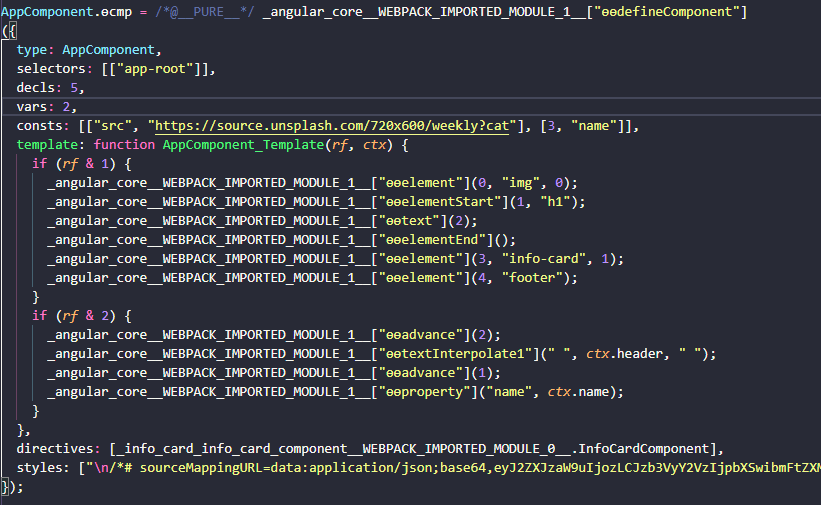 AppComponent.ɵcmp = /*@__PURE__*/ _angular_core__WEBPACK_IMPORTED_MODULE_1__["ɵɵdefineComponent"]
({
  type: AppComponent,
  selectors: [["app-root"]],
  decls: 5,
  vars: 2,
  consts: [["src", "https://source.unsplash.com/720x600/weekly?cat"], [3, "name"]],
  template: function AppComponent_Template(rf, ctx) {
    if (rf & 1) {
      _angular_core__WEBPACK_IMPORTED_MODULE_1__["ɵɵelement"](0, "img", 0);
      _angular_core__WEBPACK_IMPORTED_MODULE_1__["ɵɵelementStart"](1, "h1");
      _angular_core__WEBPACK_IMPORTED_MODULE_1__["ɵɵtext"](2);
      _angular_core__WEBPACK_IMPORTED_MODULE_1__["ɵɵelementEnd"]();
      _angular_core__WEBPACK_IMPORTED_MODULE_1__["ɵɵelement"](3, "info-card", 1);
      _angular_core__WEBPACK_IMPORTED_MODULE_1__["ɵɵelement"](4, "footer");
    }
    if (rf & 2) {
      _angular_core__WEBPACK_IMPORTED_MODULE_1__["ɵɵadvance"](2);
      _angular_core__WEBPACK_IMPORTED_MODULE_1__["ɵɵtextInterpolate1"](" ", ctx.header, " ");
      _angular_core__WEBPACK_IMPORTED_MODULE_1__["ɵɵadvance"](1);
      _angular_core__WEBPACK_IMPORTED_MODULE_1__["ɵɵproperty"]("name", ctx.name);
    }
  },
  directives: [_info_card_info_card_component__WEBPACK_IMPORTED_MODULE_0__.InfoCardComponent],
  styles: ["\n/*# sourceMappingURL=data:application/json;base64,eyJ2ZXJzaW9uIjozLCJzb3VyY2VzIjpbXSwibmFtZXM
});